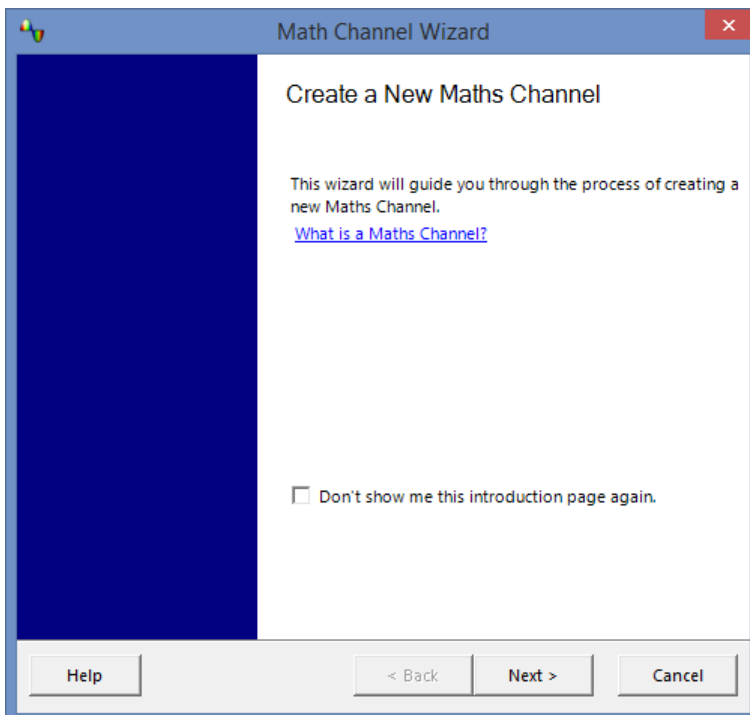 Math Channel Wizard
Create a New Maths Channel
This wizard will guide you through the process of creating a
new Maths Channel.
What is a Maths Channel?
Don't show me this introduction page again.
Help
< Back
Next >
Cancel